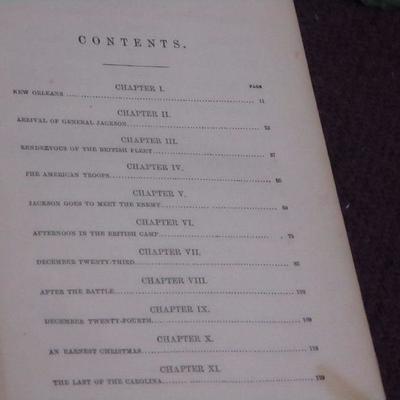 CONTENTS.
CHAPTER I.
PAGE
NEW ORLEANS 11
CHAPTER II.
ARRIVAL OF GENERAL JACKSON
CHAPTER III.
RENDEZVOUS OF THE BRITISH FLEET
CHAPTER IV.
THE AMERICAN TROOPS
CHAPTER V.
JACKSON GOES TO MEET THE ENEMY
CHAPTER VI.
AFTERNOON IN THE BRITISH CAMP
CHAPTER VII.
DECEMBER TWENTY-THIRD
CHAPTER VIII.
AFTER THE BATTLE
CHAPTER IX.
DECEMBER TWENTY-FOURTH
CHAPTER X.
AN EARNEST CHRISTMAS
CHAPTER XI.
THE LAST OF THE CAROLINA